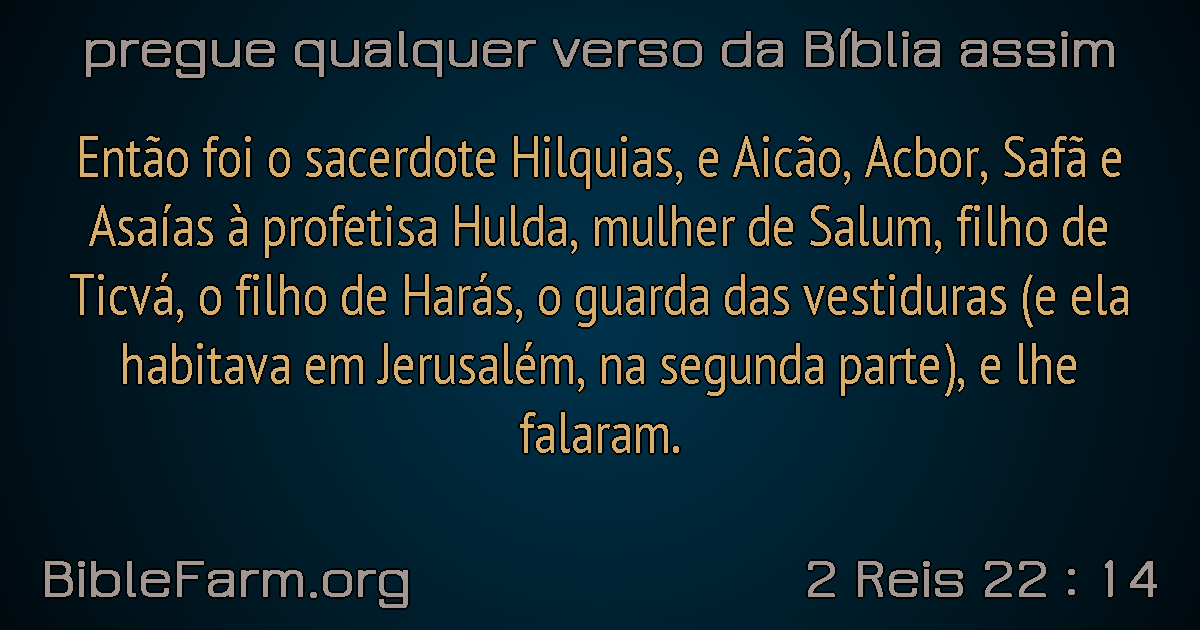 pregue qualquer verso da Bíblia assim
Então foi o sacerdote Hilquias, e Aicão, Acbor, Safã e
Asaías à profetisa Hulda, mulher de Salum, filho de
Ticvá, o filho de Harás, o guarda das vestiduras (e ela
habitava em Jerusalém, na segunda parte), e lhe
falaram.
BibleFarm.org
2 Reis 22 : 14